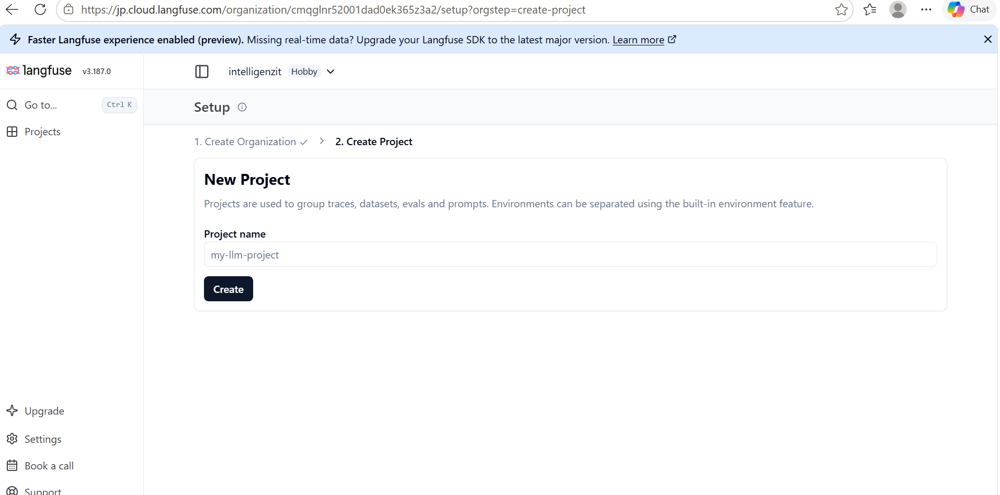 https://jp.cloud.langfuse.com/organization/cmqglnr52001dad0ek365z3a2/setup?orgstep=create-project
Chat
Faster Langfuse experience enabled (preview). Missing real-time data? Upgrade your Langfuse SDK to the latest major version. Learn more
langfuse v3.187.0
intelligenzit Hobby
Go to... Ctrl K
Projects
Setup
1. Create Organization
2. Create Project
New Project
Projects are used to group traces, datasets, evals and prompts. Environments can be separated using the built-in environment feature.
Project name
my-llm-project
Create
Upgrade
Settings
Book a call
Support